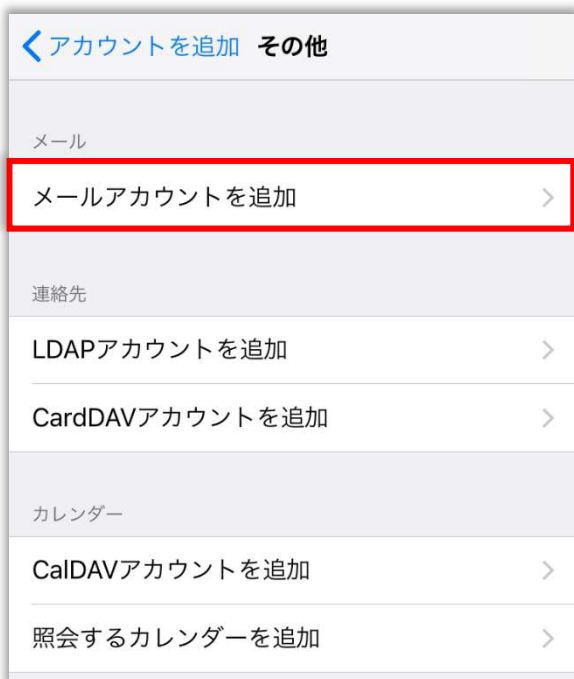 アカウントを追加 その他
メール
メールアカウントを追加
連絡先
LDAPアカウントを追加
CardDAVアカウントを追加
カレンダー
CalDAVアカウントを追加
照会するカレンダーを追加